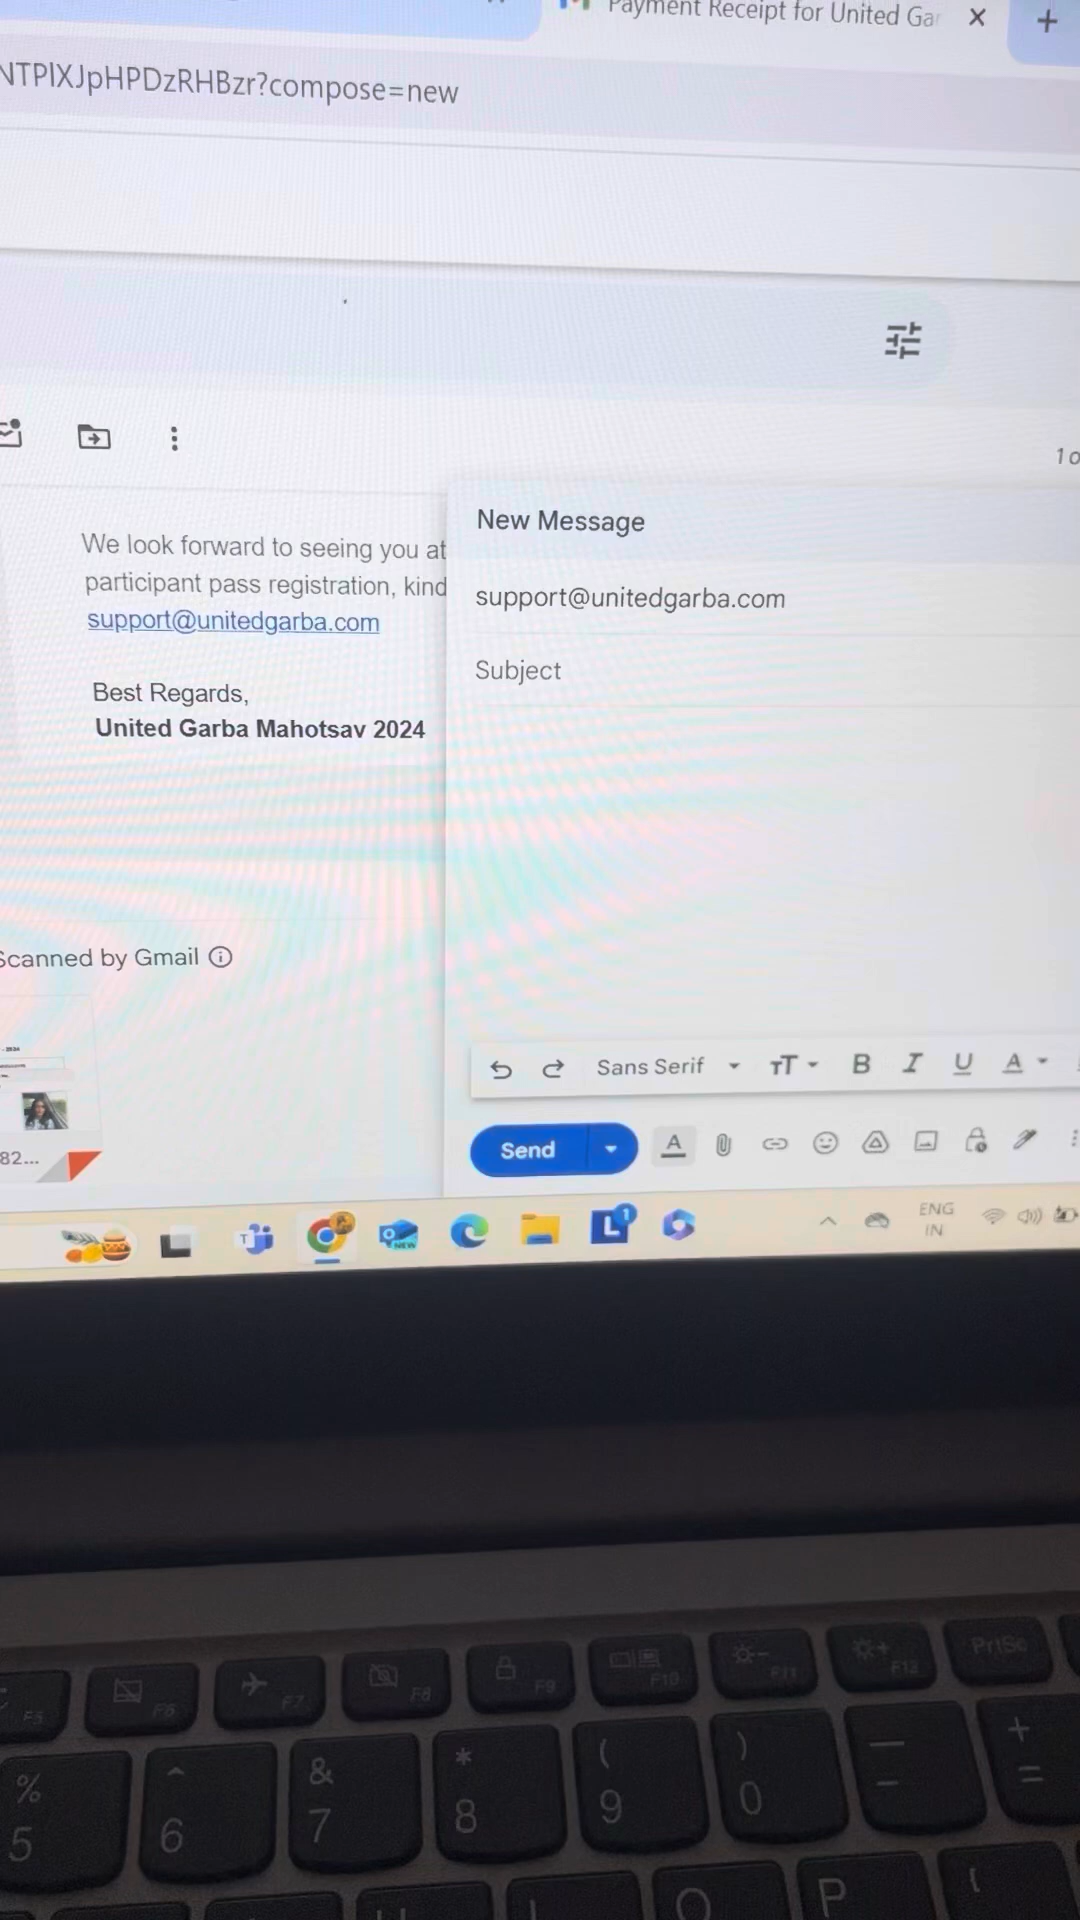 Payment Receipt for United Gar
NTPlXJpHPDzRHBzr?compose=new
1 o
We look forward to seeing you at
participant pass registration, kind
support@unitedgarba.com
Best Regards,
United Garba Mahotsav 2024
Scanned by Gmail
82...
New Message
support@unitedgarba.com
Subject
Sans Serif
B I U A
Send
A
ENG
IN
NEW
L 1
T
F5 F6 F7 F8 F9 F10 F11 F12 PrtSc
% ^ & * ( ) — +
5 6 7 8 9 0 - =
O P {